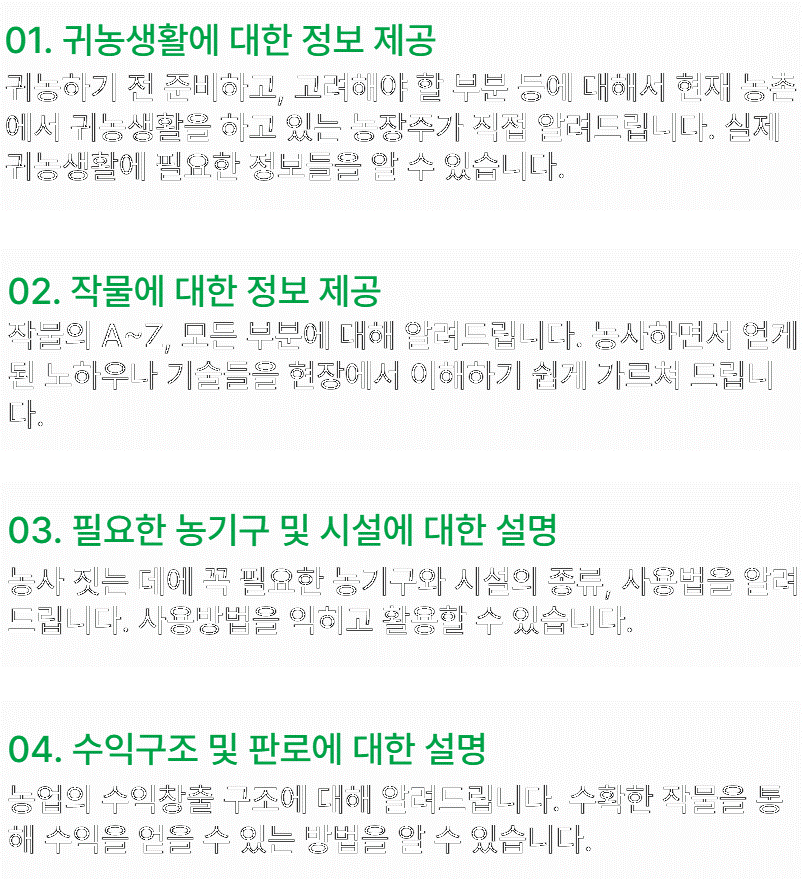 01. 귀농생활에 대한 정보 제공
귀농하기 전 준비하고, 고려해야 할 부분 등에 대해서 현재 농촌
에서 귀농생활을 하고 있는 농장주가 직접 알려드립니다. 실제
귀농생활에 필요한 정보들을 알 수 있습니다.
02. 작물에 대한 정보 제공
작물의 A~Z, 모든 부분에 대해 알려드립니다. 농사하면서 얻게
된 노하우나 기술들을 현장에서 이해하기 쉽게 가르쳐 드립니
다.
03. 필요한 농기구 및 시설에 대한 설명
농사 짓는 데에 꼭 필요한 농기구와 시설의 종류, 사용법을 알려
드립니다. 사용방법을 익히고 활용할 수 있습니다.
04. 수익구조 및 판로에 대한 설명
농업의 수익창출 구조에 대해 알려드립니다. 수확한 작물을 통
해 수익을 얻을 수 있는 방법을 알 수 있습니다.